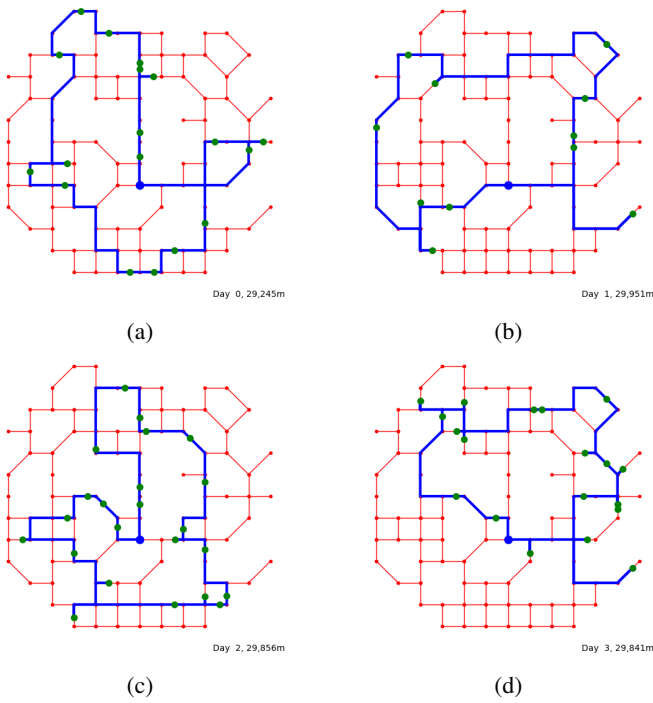 Day 0, 29,245m
Day 1, 29,951m
(a)
(b)
Day 2, 29,856m
Day 3, 29,841m
(c)
(d)